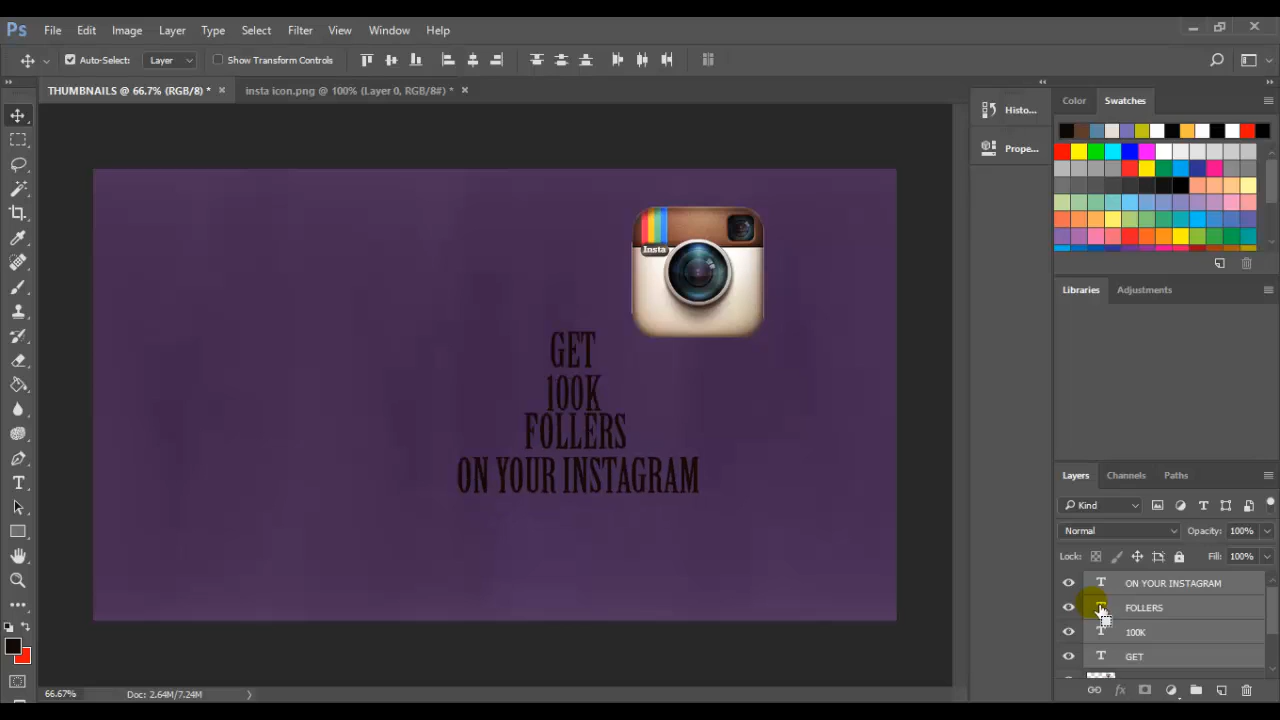 Ps File Edit Image Layer Type Select Filter View Window Help
Auto-Select: Layer Show Transform Controls
THUMBNAILS @ 66.7% (RGB/8) * × insta icon.png @ 100% (Layer 0, RGB/8#) * ×
Histo...
Prope...
Color Swatches
Insta
GET
100K
FOLLERS
ON YOUR INSTAGRAM
Libraries Adjustments
Layers Channels Paths
Kind
Normal Opacity: 100%
Lock: Fill: 100%
T ON YOUR INSTAGRAM
FOLLERS
T 100K
T GET
fx
66.67% Doc: 2.64M/7.24M